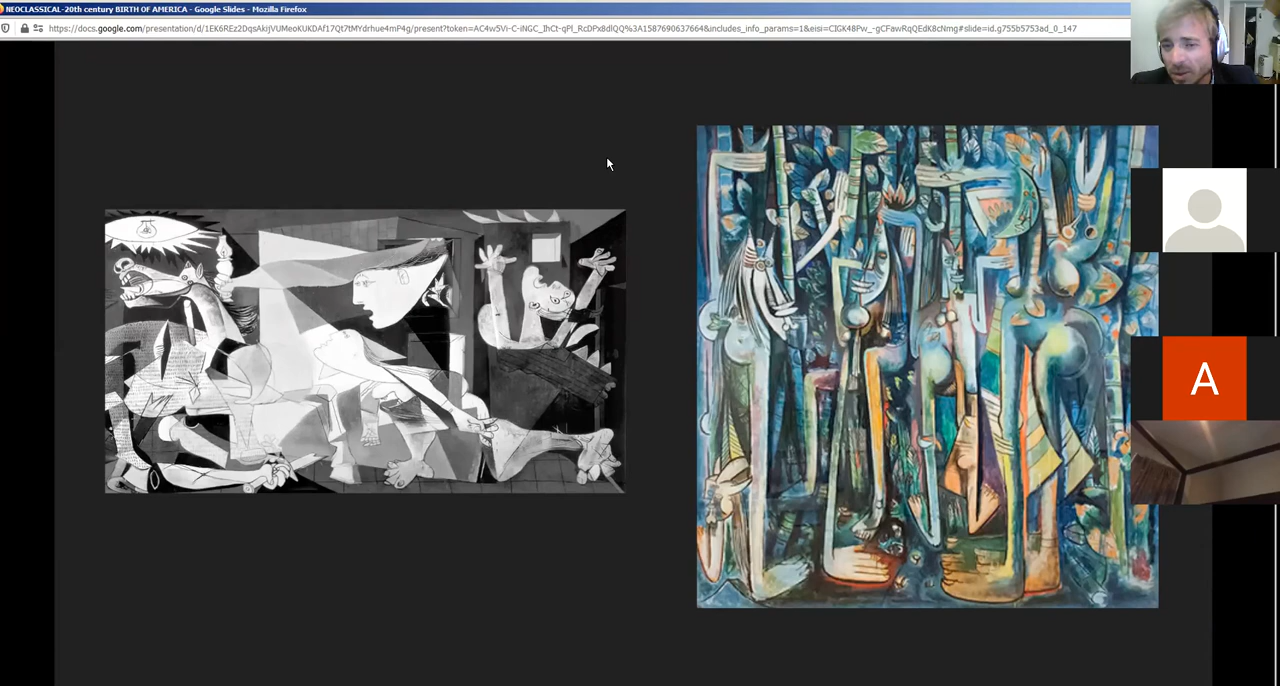 NEOCLASSICAL-20th century BIRTH OF AMERICA - Google Slides - Mozilla Firefox
https://docs.google.com/presentation/d/1EK6REz2DqsAkijVUMeoKUKDAf17Qt7tMYdrhue4mP4g/present?token=AC4w5Vi-C-iNGC_IhCt-qPl_RcDPxBdlQQ%3A1587690637664&includes_info_params=1&eisi=CIGK48Pw_-gCFawRqQEdK8cNmg#slide=id.g755b5753ad_0_147
A